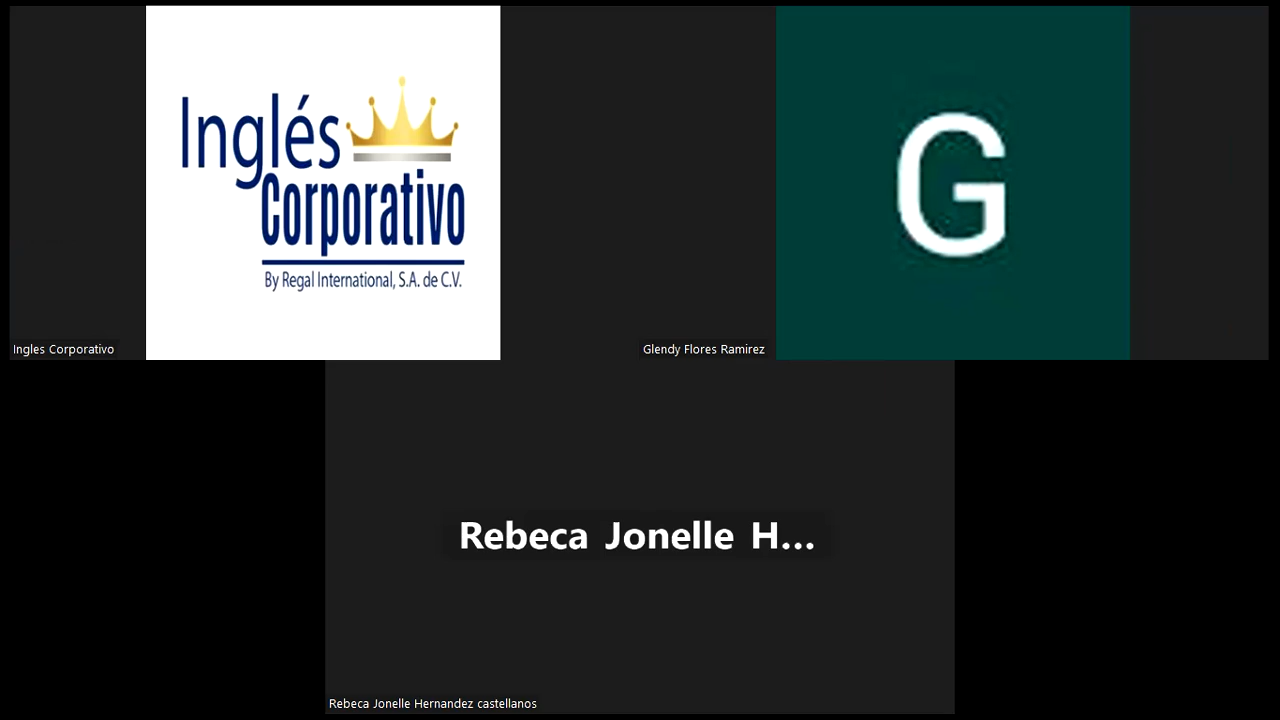 Inglés
Corporativo
By Regal International, S.A. de C.V.
Ingles Corporativo
G
Glendy Flores Ramirez
Rebeca Jonelle H...
Rebeca Jonelle Hernandez castellanos